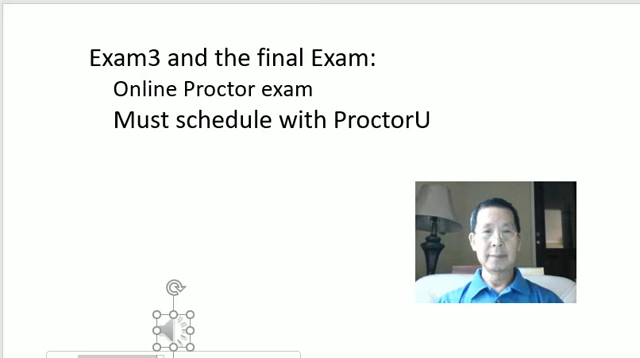 Exam3 and the final Exam:
Online Proctor exam
Must schedule with ProctorU